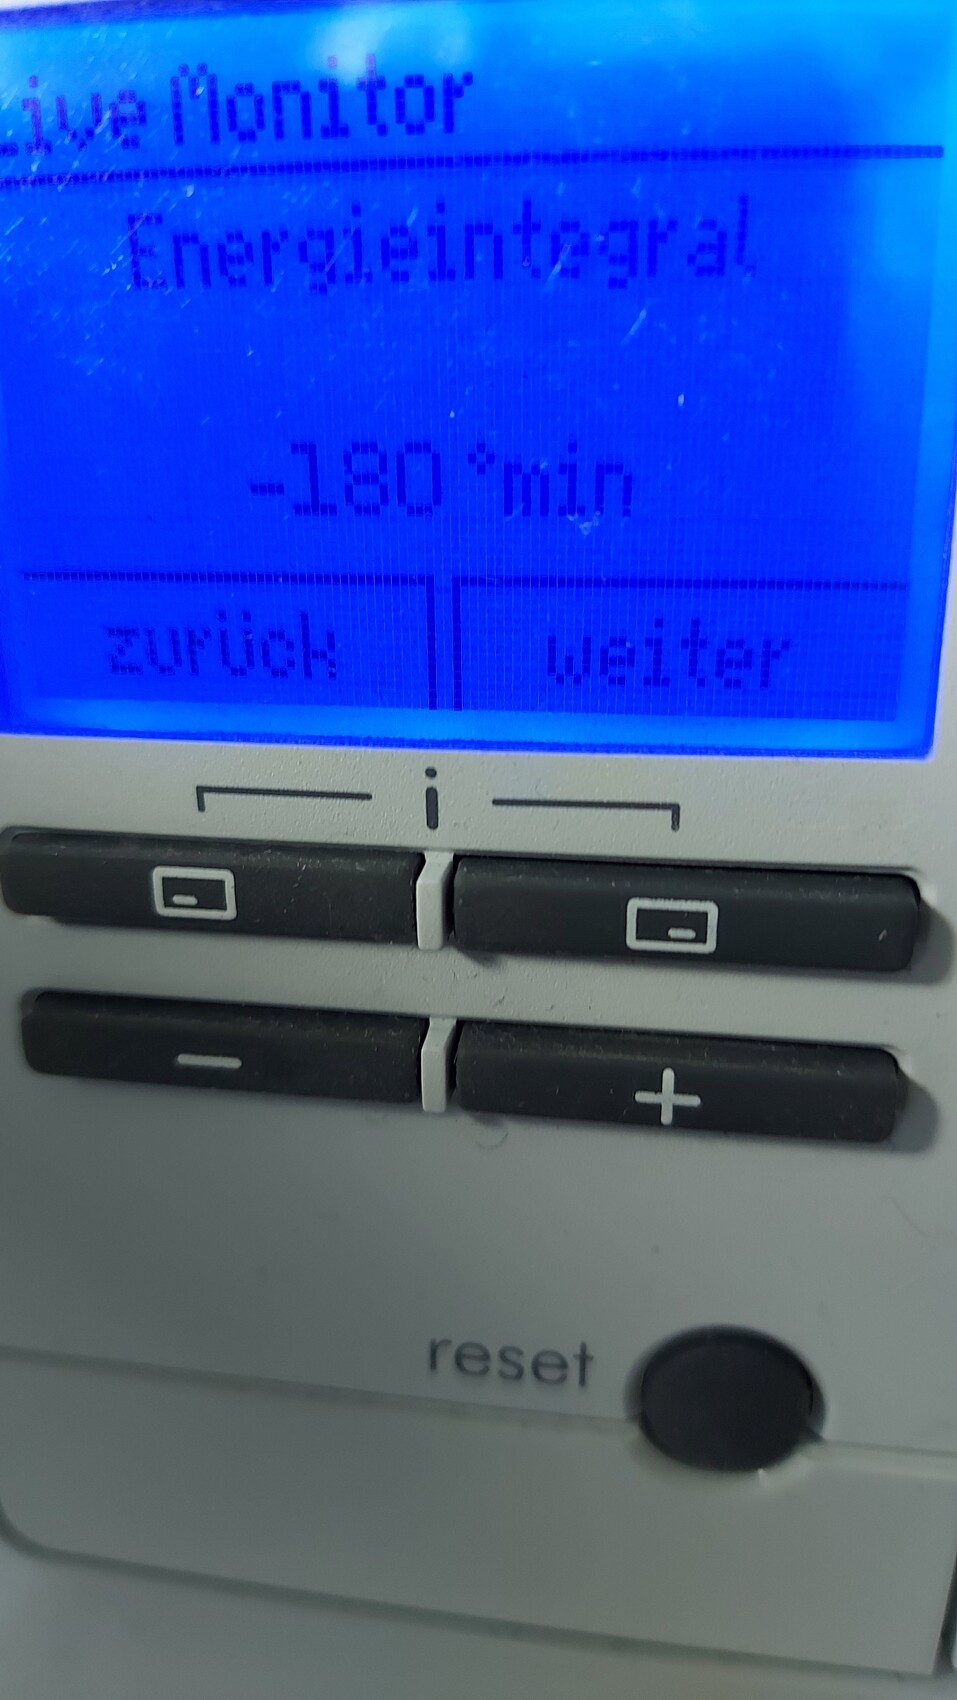 Live Monitor
Energieintegral
-180 °min
zurück weiter
i
- +
reset